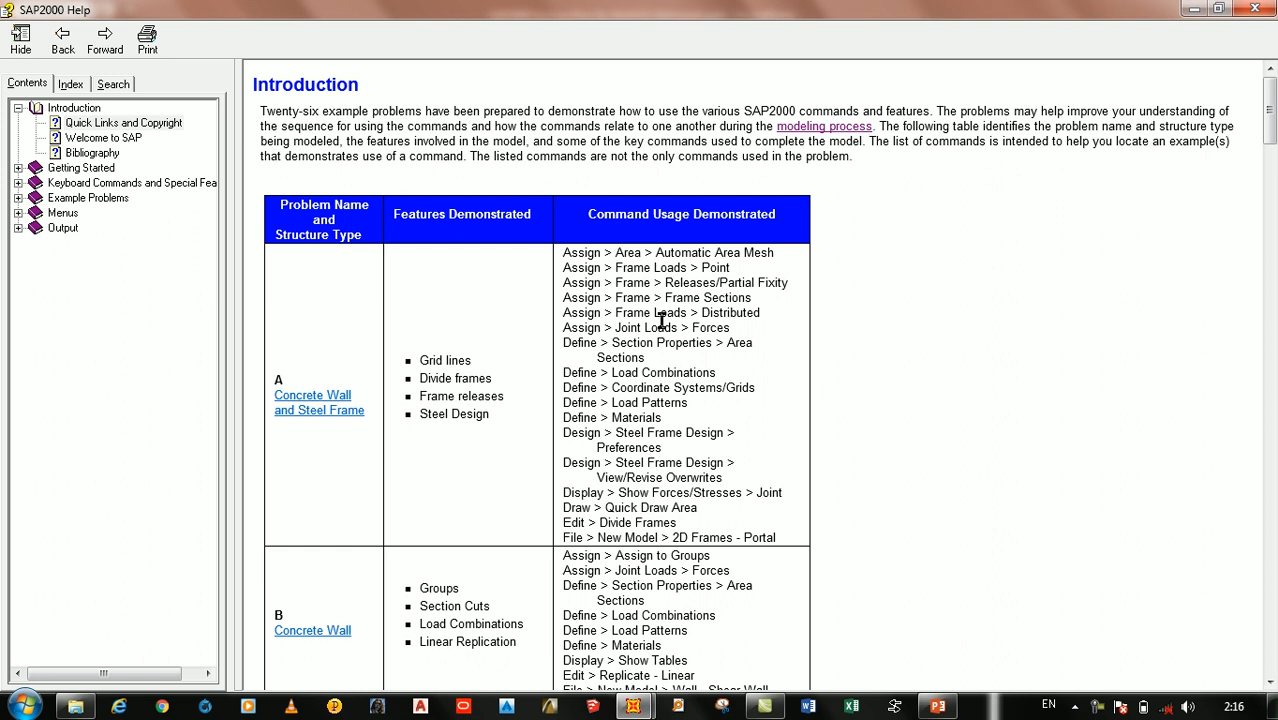 SAP2000 Help
Hide
Back
Forward
Print
Contents
Index
Search
Introduction
Quick Links and Copyright
Welcome to SAP
Bibliography
Getting Started
Keyboard Commands and Special Fea
Example Problems
Menus
Output
Introduction
Twenty-six example problems have been prepared to demonstrate how to use the various SAP2000 commands and features. The problems may help improve your understanding of
the sequence for using the commands and how the commands relate to one another during the modeling process. The following table identifies the problem name and structure type
being modeled, the features involved in the model, and some of the key commands used to complete the model. The list of commands is intended to help you locate an example(s)
that demonstrates use of a command. The listed commands are not the only commands used in the problem.
Problem Name
and
Structure Type
Features Demonstrated
Command Usage Demonstrated
A
Concrete Wall
and Steel Frame
Grid lines
Divide frames
Frame releases
Steel Design
Assign > Area > Automatic Area Mesh
Assign > Frame Loads > Point
Assign > Frame > Releases/Partial Fixity
Assign > Frame > Frame Sections
Assign > Frame Loads > Distributed
Assign > Joint Loads > Forces
Define > Section Properties > Area
Sections
Define > Load Combinations
Define > Coordinate Systems/Grids
Define > Load Patterns
Define > Materials
Design > Steel Frame Design >
Preferences
Design > Steel Frame Design >
View/Revise Overwrites
Display > Show Forces/Stresses > Joint
Draw > Quick Draw Area
Edit > Divide Frames
File > New Model > 2D Frames - Portal
B
Concrete Wall
Groups
Section Cuts
Load Combinations
Linear Replication
Assign > Assign to Groups
Assign > Joint Loads > Forces
Define > Section Properties > Area
Sections
Define > Load Combinations
Define > Load Patterns
Define > Materials
Display > Show Tables
Edit > Replicate - Linear
File > New Model > Wall - Shear Wall
EN
2:16